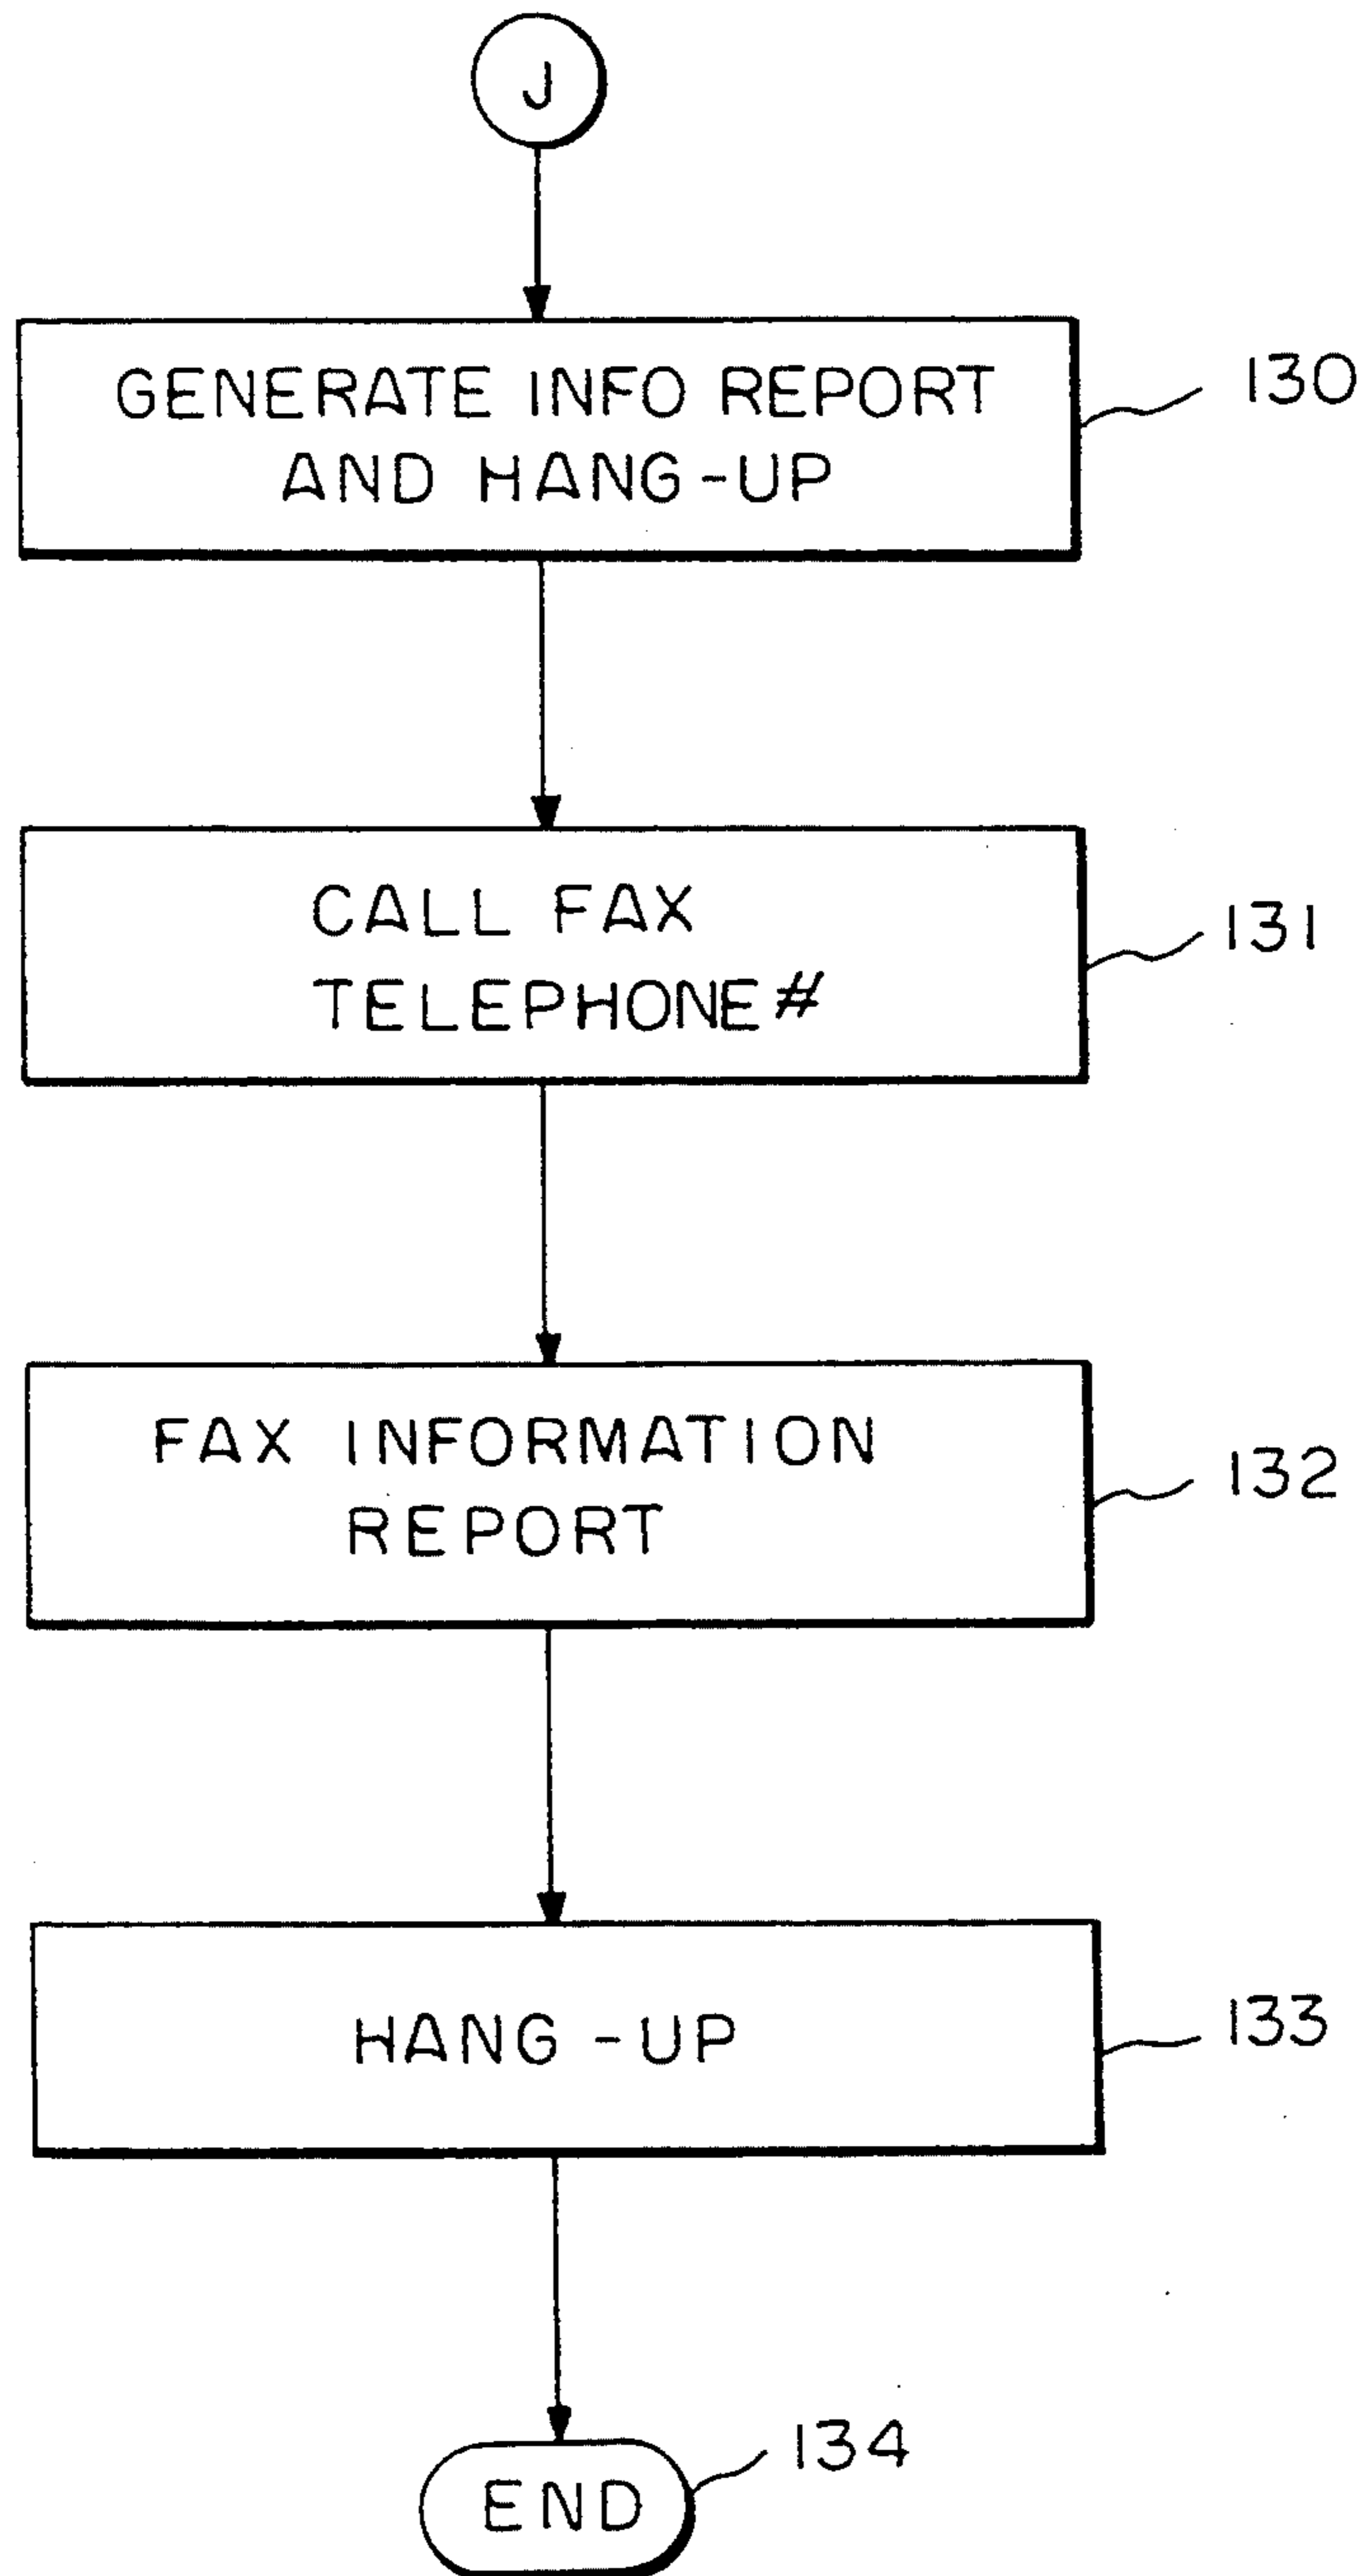 J
GENERATE INFO REPORT
AND HANG-UP
130
CALL FAX
TELEPHONE#
131
FAX INFORMATION
REPORT
132
HANG-UP
133
134
END